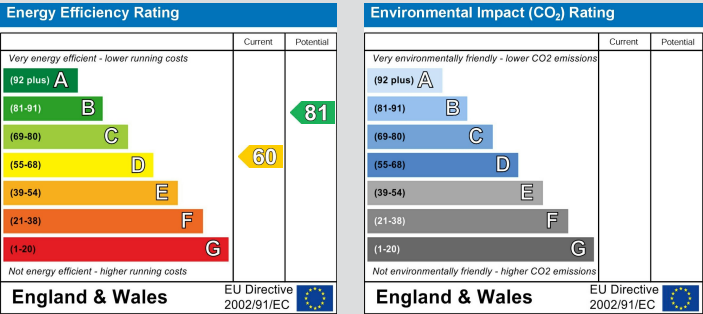 Energy Efficiency Rating
Current Potential
Very energy efficient - lower running costs
(92 plus) A
(81-91) B
81
(69-80) C
(55-68) D
60
(39-54) E
(21-38) F
(1-20) G
Not energy efficient - higher running costs
England & Wales
EU Directive
2002/91/EC
Environmental Impact (CO₂) Rating
Current Potential
Very environmentally friendly - lower CO2 emissions
(92 plus) A
(81-91) B
(69-80) C
(55-68) D
(39-54) E
(21-38) F
(1-20) G
Not environmentally friendly - higher CO2 emissions
England & Wales
EU Directive
2002/91/EC